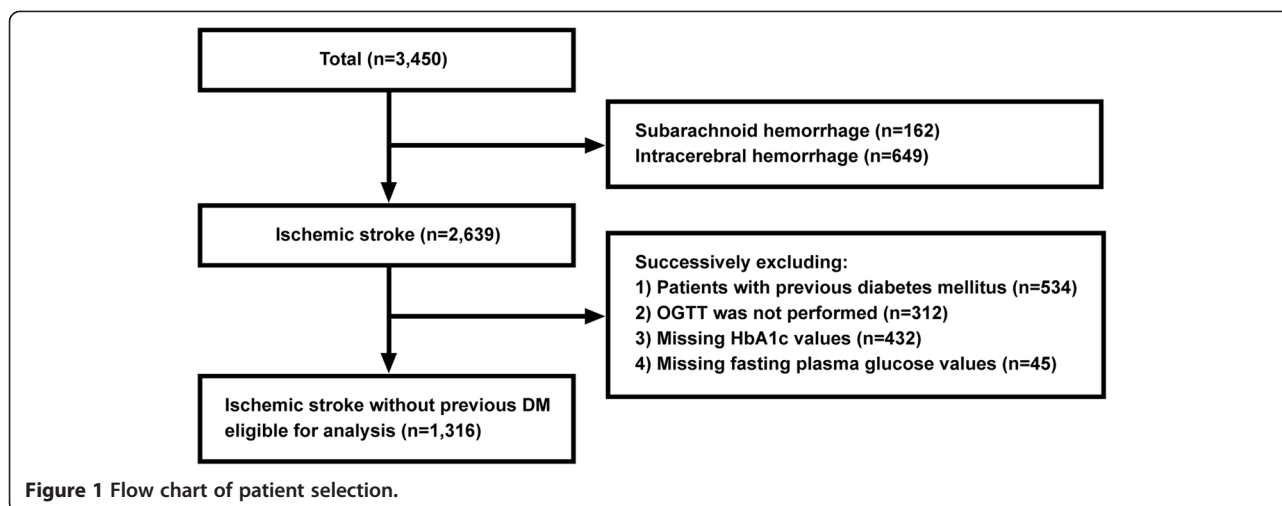 Total (n=3,450)
Subarachnoid hemorrhage (n=162)
Intracerebral hemorrhage (n=649)
Ischemic stroke (n=2,639)
Successively excluding:
1) Patients with previous diabetes mellitus (n=534)
2) OGTT was not performed (n=312)
3) Missing HbA1c values (n=432)
4) Missing fasting plasma glucose values (n=45)
Ischemic stroke without previous DM
eligible for analysis (n=1,316)
Figure 1 Flow chart of patient selection.